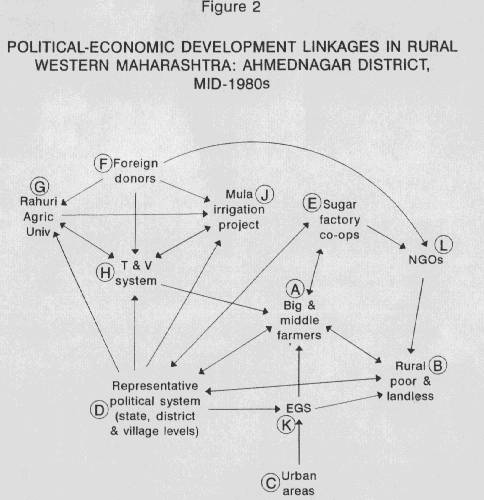 Figure 2
POLITICAL-ECONOMIC DEVELOPMENT LINKAGES IN RURAL
WESTERN MAHARASHTRA: AHMEDNAGAR DISTRICT,
MID-1980s
F Foreign
donors
G
Rahuri
Agric
Univ
Mula J
irrigation
project
E Sugar
factory
co-ops
L
NGOs
T & V
H system
A
Big &
middle
farmers
Rural B
poor &
landless
Representative
political system
D (state, district
& village levels)
EGS
K
C Urban
areas